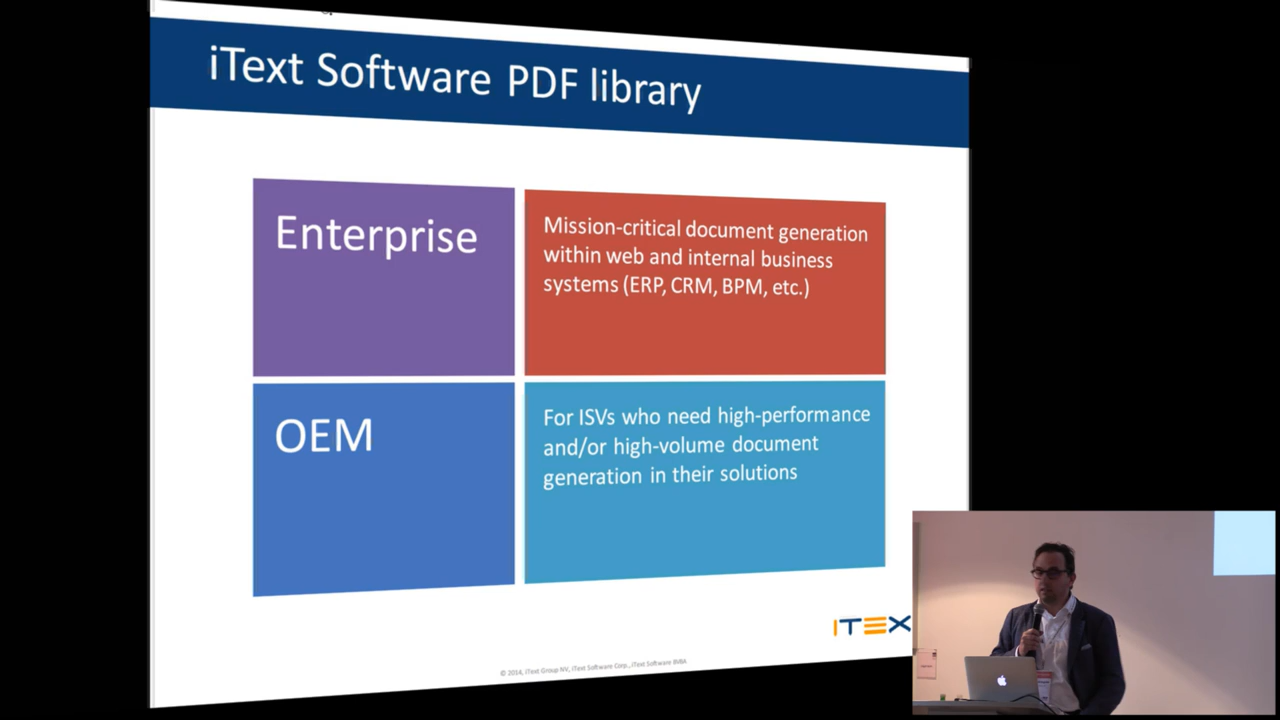 iText Software PDF library
Enterprise
Mission-critical document generation
within web and internal business
systems (ERP, CRM, BPM, etc.)
OEM
For ISVs who need high-performance
and/or high-volume document
generation in their solutions
ITEX
© 2014, iText Group NV, iText Software Corp., iText Software BVBA